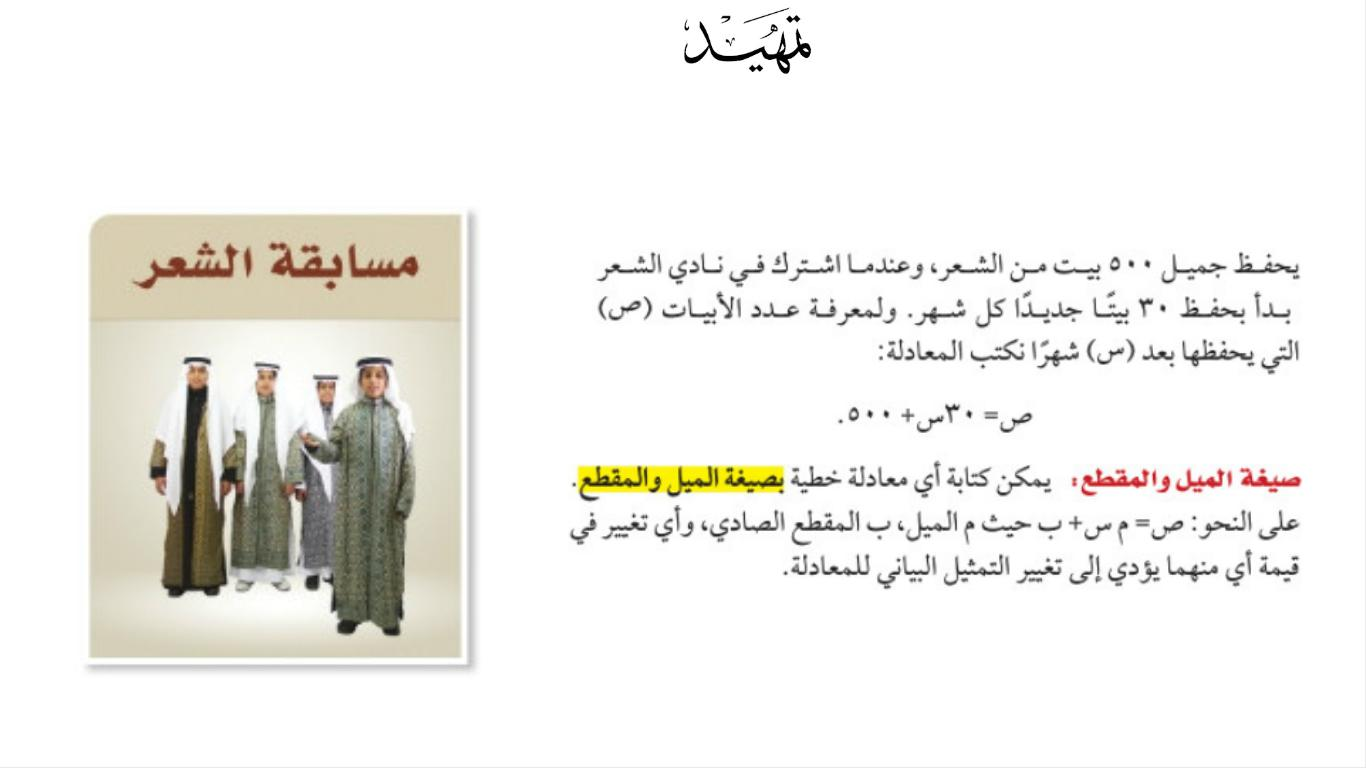 تمهيد
مسابقة الشعر
يحفظ جميل ٥٠٠ بيت من الشعر، وعندما اشترك في نادي الشعر
بدأ بحفظ ٣٠ بيتًا جديدًا كل شهر. ولمعرفة عدد الأبيات (ص)
التي يحفظها بعد (س) شهرًا نكتب المعادلة:
ص= ٣٠س+ ٥٠٠.
صيغة الميل والمقطع: يمكن كتابة أي معادلة خطية بصيغة الميل والمقطع.
على النحو: ص= م س+ ب حيث م الميل، ب المقطع الصادي، وأي تغيير في
قيمة أي منهما يؤدي إلى تغيير التمثيل البياني للمعادلة.